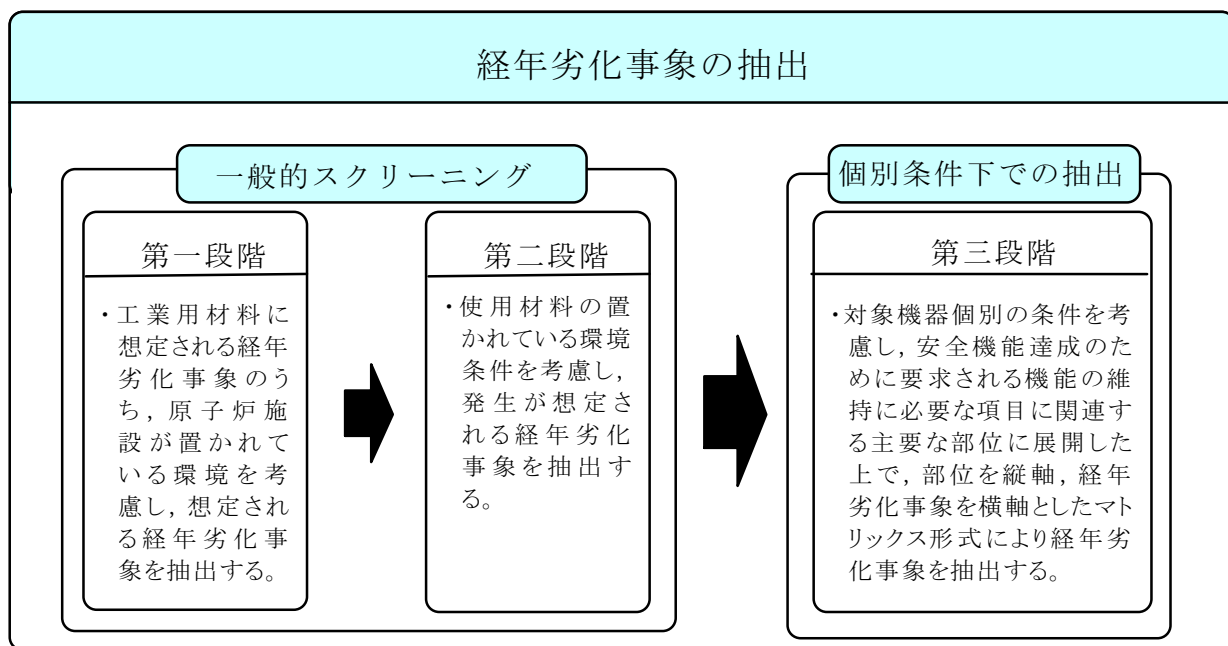 経年劣化事象の抽出
一般的スクリーニング
第一段階
・工業用材料に
想定される経年
劣化事象のう
ち，原子炉施
設が置かれて
いる環境を考
慮し，想定され
る経年劣化事
象を抽出する。
第二段階
・使用材料の置
かれている環境
条件を考慮し，
発生が想定さ
れる経年劣化
事象を抽出す
る。
個別条件下での抽出
第三段階
・対象機器個別の条件を考
慮し，安全機能達成のた
めに要求される機能の維
持に必要な項目に関連す
る主要な部位に展開した
上で，部位を縦軸，経年
劣化事象を横軸としたマト
リックス形式により経年劣
化事象を抽出する。